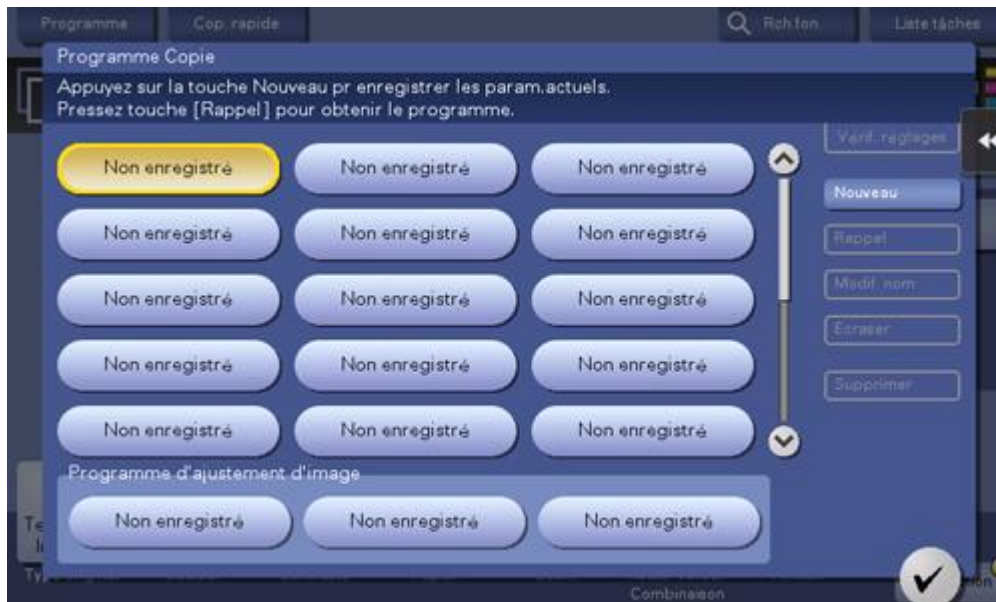 Programme Cop. rapide Rch.fon Liste tâches
Programme Copie
Appuyez sur la touche Nouveau pr enregistrer les param.actuels.
Pressez touche [Rappel] pour obtenir le programme.
Vérif. réglages
Non enregistré Non enregistré Non enregistré
Nouveau
Non enregistré Non enregistré Non enregistré
Rappel
Modif. nom
Non enregistré Non enregistré Non enregistré
Ecraser
Non enregistré Non enregistré Non enregistré
Supprimer
Non enregistré Non enregistré Non enregistré
Programme d'ajustement d'image
Non enregistré Non enregistré Non enregistré
Combinaison